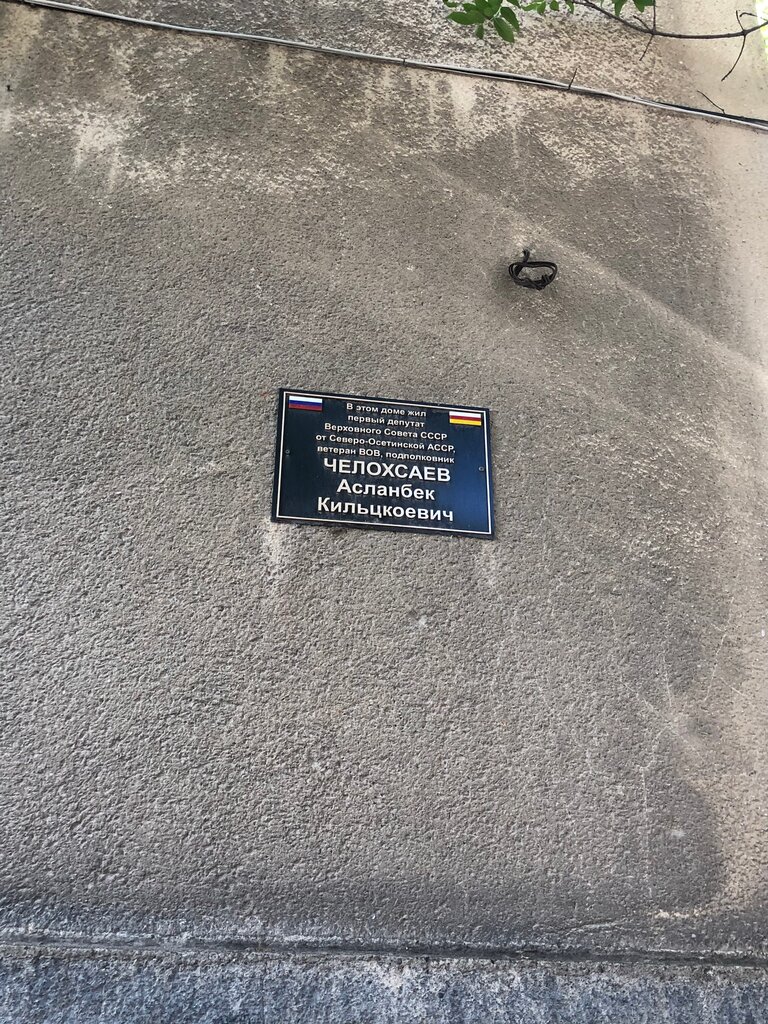 В этом доме жил
первый депутат
Верховного Совета СССР
от Северо-Осетинской АССР,
ветеран ВОВ, подполковник
ЧЕЛОХСАЕВ
Асланбек
Кильцкоевич